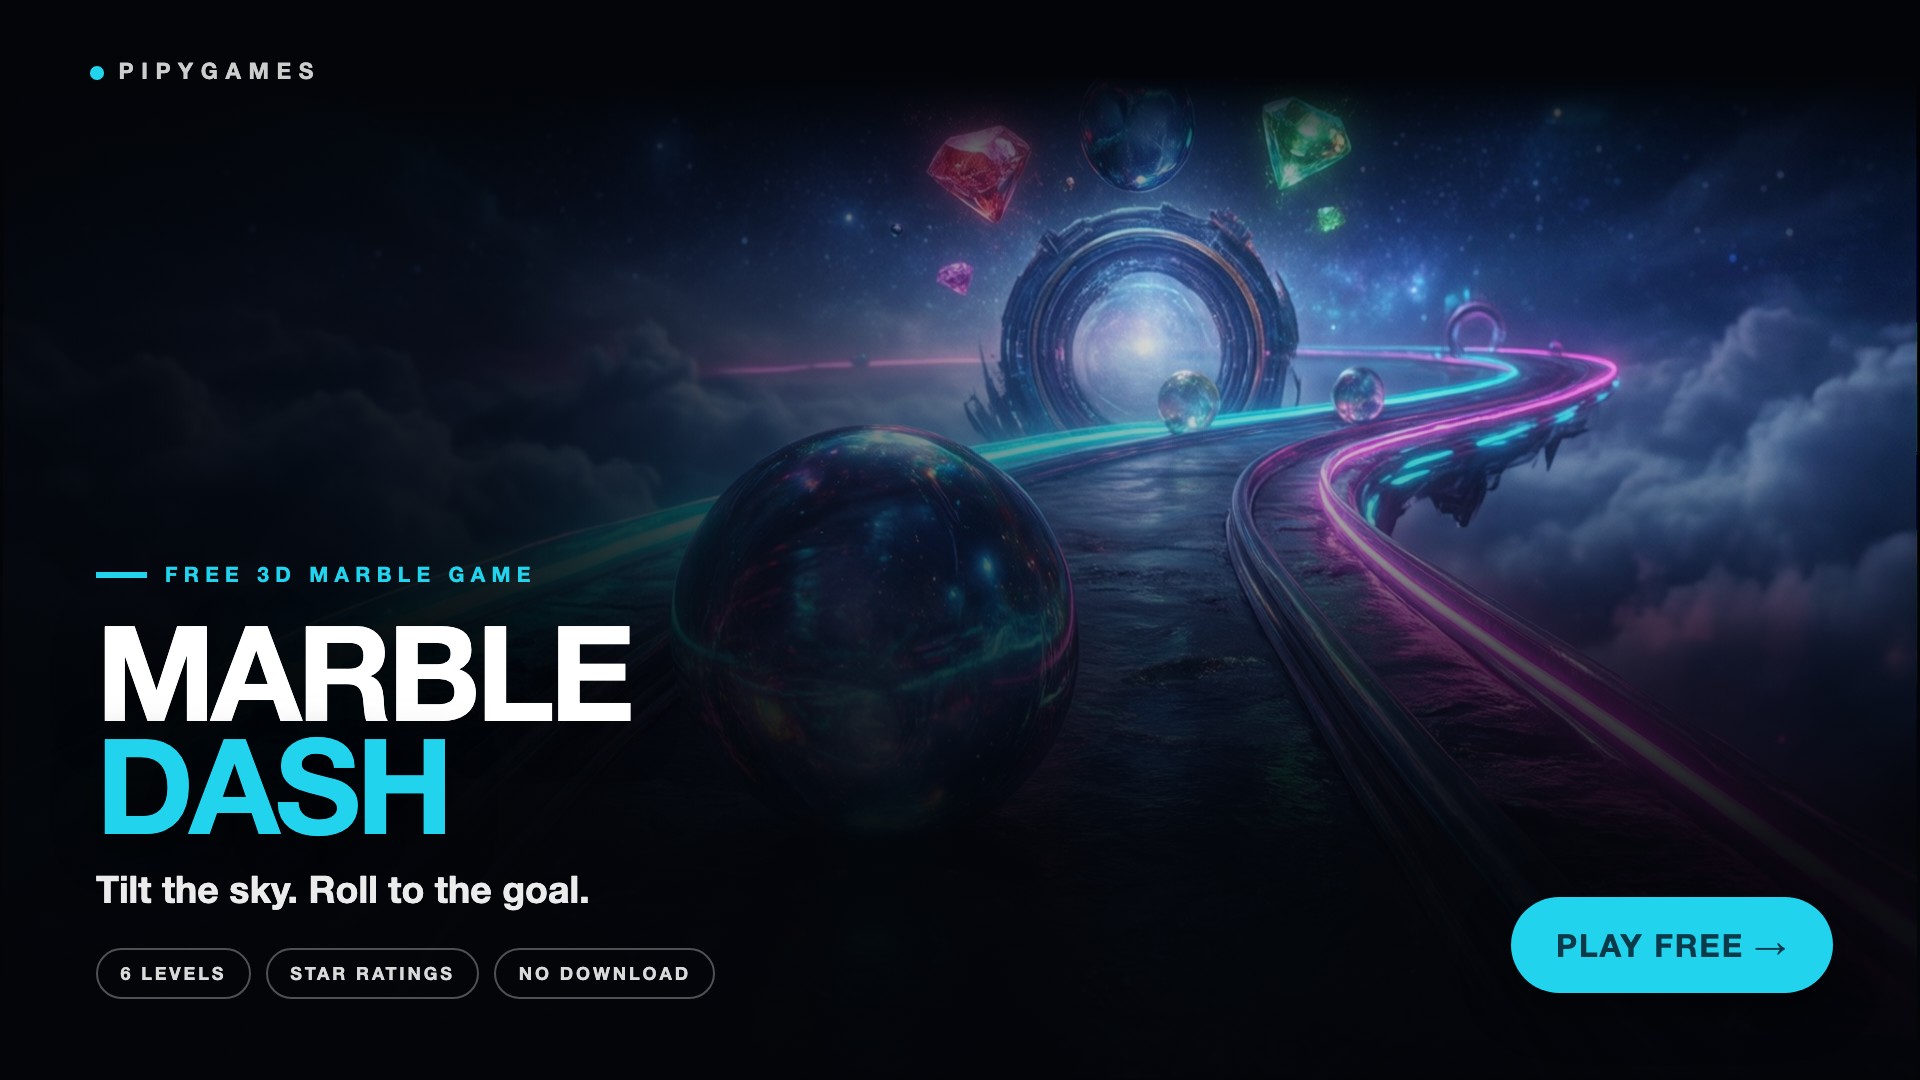 PIPYGAMES
FREE 3D MARBLE GAME
MARBLE
DASH
Tilt the sky. Roll to the goal.
6 LEVELS
STAR RATINGS
NO DOWNLOAD
PLAY FREE →